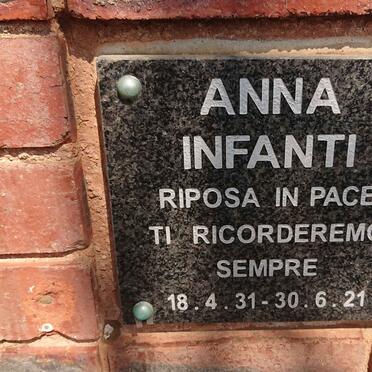 ANNA
INFANTI
RIPOSA IN PACE
TI RICORDEREMO
SEMPRE
18.4.31-30.6.21